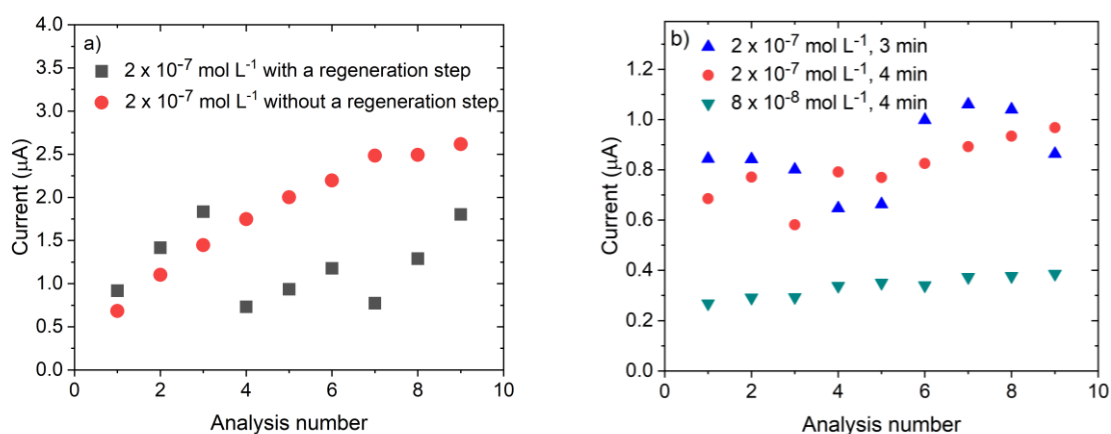 a)
2 x 10⁻⁷ mol L⁻¹ with a regeneration step
2 x 10⁻⁷ mol L⁻¹ without a regeneration step
4.0
3.5
3.0
2.5
2.0
1.5
1.0
0.5
0.0
Current (μA)
0 2 4 6 8 10
Analysis number
b)
2 x 10⁻⁷ mol L⁻¹, 3 min
2 x 10⁻⁷ mol L⁻¹, 4 min
8 x 10⁻⁸ mol L⁻¹, 4 min
1.2
1.0
0.8
0.6
0.4
0.2
0.0
Current (μA)
0 2 4 6 8 10
Analysis number